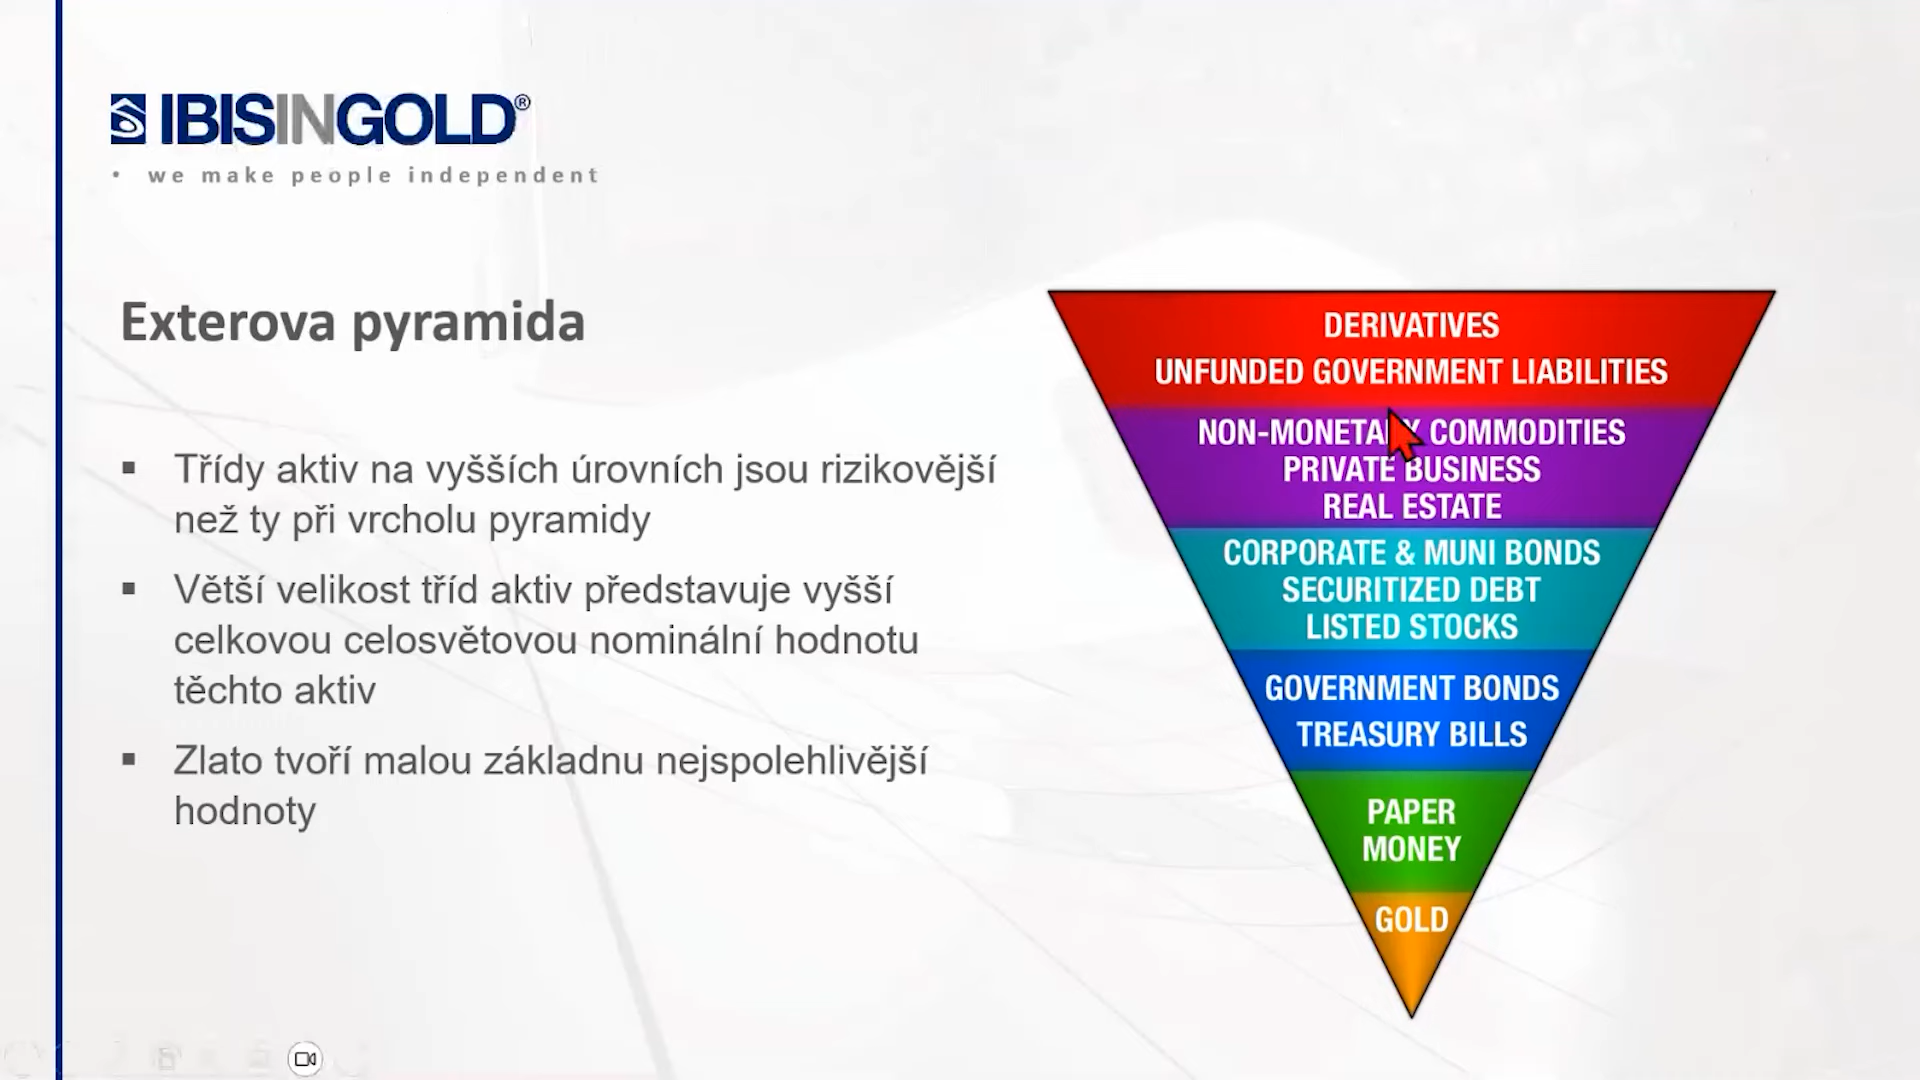 IBISINGOLD®
• we make people independent
Exterova pyramida
▪ Třídy aktiv na vyšších úrovních jsou rizikovější
než ty při vrcholu pyramidy
▪ Větší velikost tříd aktiv představuje vyšší
celkovou celosvětovou nominální hodnotu
těchto aktiv
▪ Zlato tvoří malou základnu nejspolehlivější
hodnoty
DERIVATIVES
UNFUNDED GOVERNMENT LIABILITIES
NON-MONETARY COMMODITIES
PRIVATE BUSINESS
REAL ESTATE
CORPORATE & MUNI BONDS
SECURITIZED DEBT
LISTED STOCKS
GOVERNMENT BONDS
TREASURY BILLS
PAPER
MONEY
GOLD